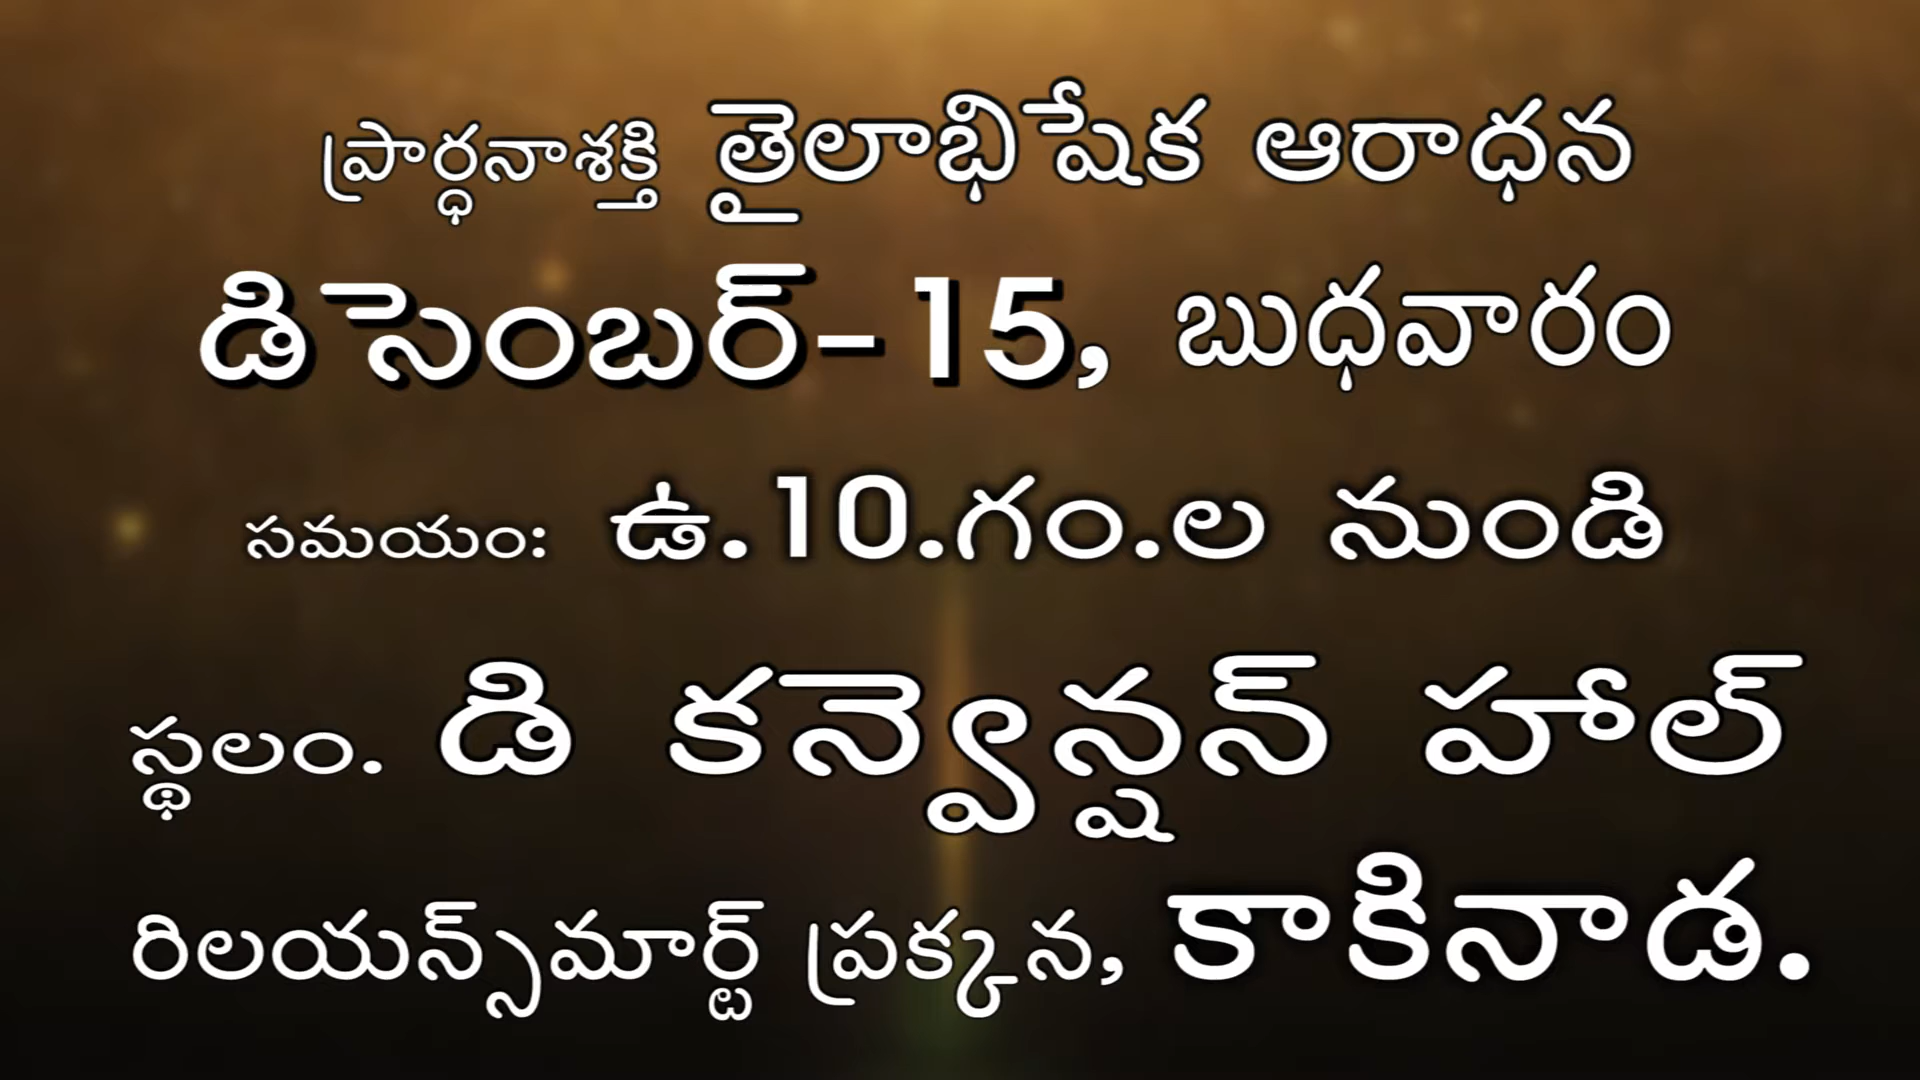 ప్రార్ధనాశక్తి తైలాభిషేక ఆరాధన
డిసెంబర్-15, బుధవారం
సమయం: ఉ.10.గం.ల నుండి
స్థలం. డి కన్వెన్షన్ హాల్
రిలయన్స్‌మార్ట్ ప్రక్కన, కాకినాడ.